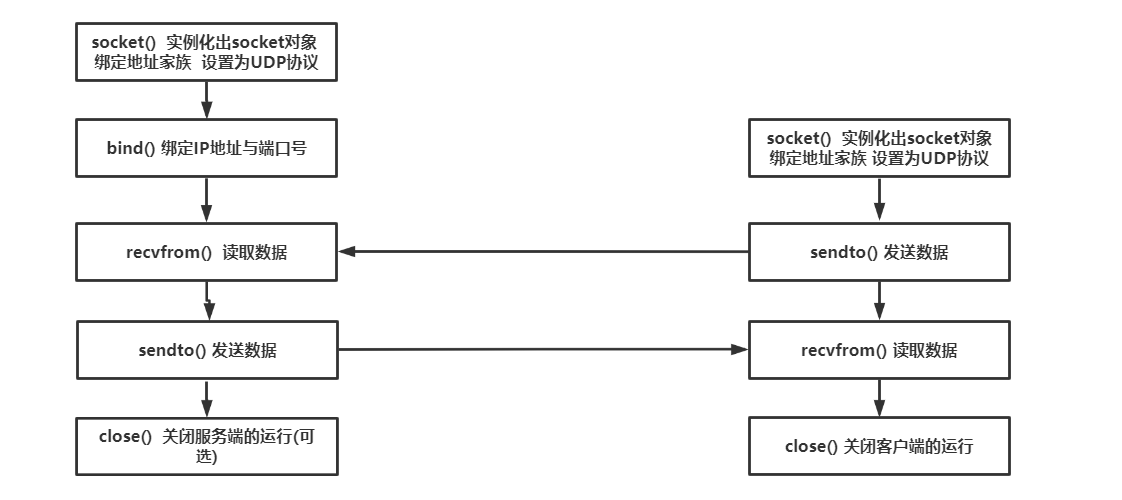 socket() 实例化出socket对象
绑定地址家族 设置为UDP协议
bind() 绑定IP地址与端口号
recvfrom() 读取数据
sendto() 发送数据
close() 关闭服务端的运行(可
选)
socket() 实例化出socket对象
绑定地址家族 设置为UDP协议
sendto() 发送数据
recvfrom() 读取数据
close() 关闭客户端的运行